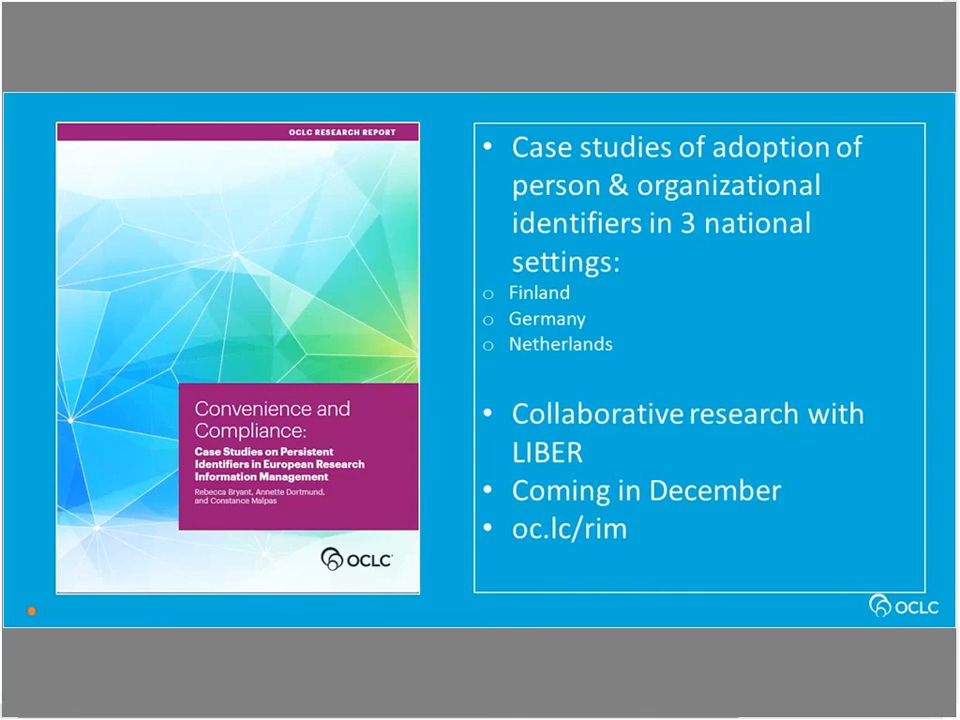 OCLC RESEARCH REPORT
Convenience and
Compliance:
Case Studies on Persistent
Identifiers in European Research
Information Management
Rebecca Bryant, Annette Dortmund,
and Constance Malpas
OCLC
• Case studies of adoption of
person & organizational
identifiers in 3 national
settings:
o Finland
o Germany
o Netherlands
• Collaborative research with
LIBER
• Coming in December
• oc.lc/rim
OCLC